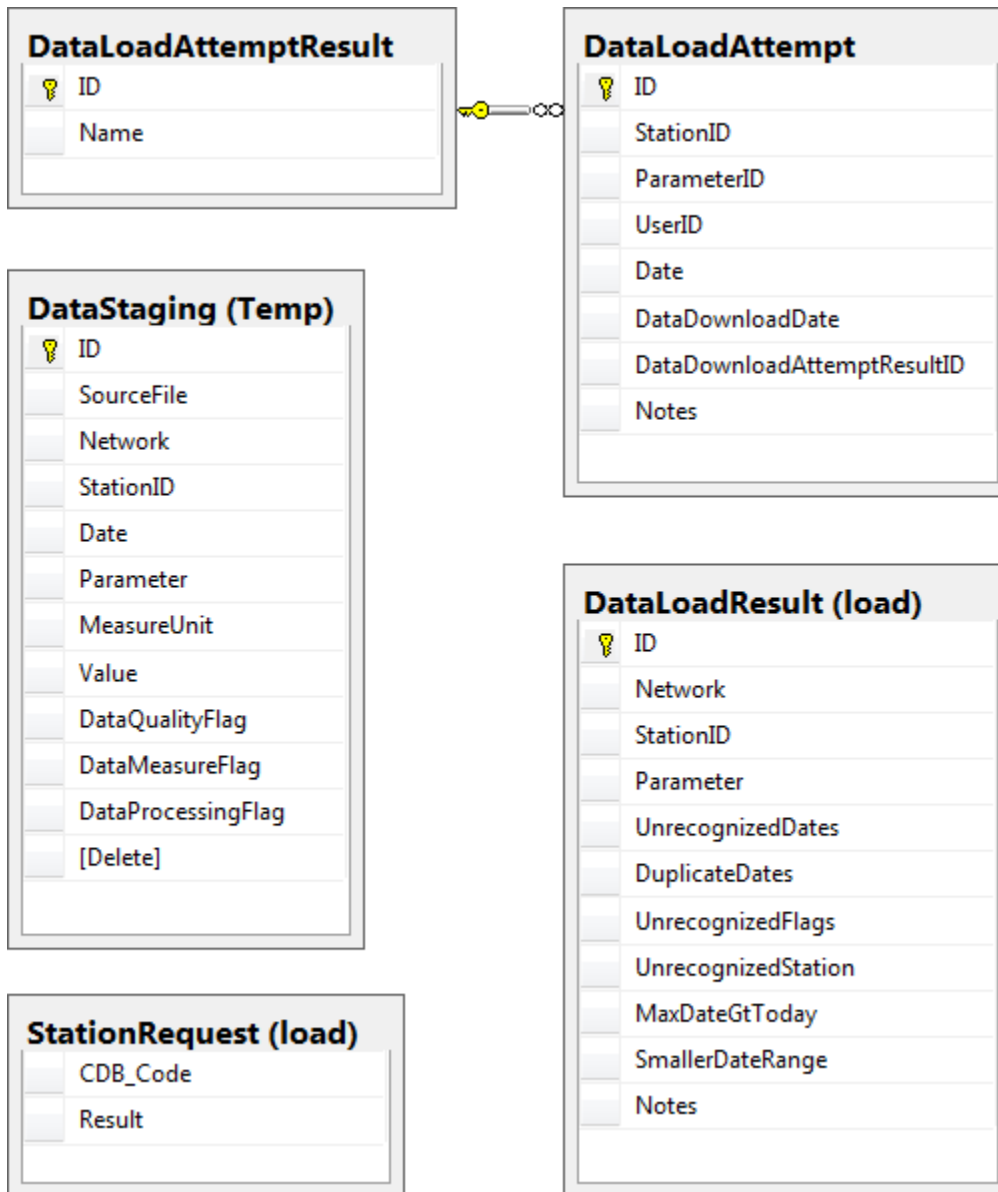 DataLoadAttemptResult
ID
Name
DataLoadAttempt
ID
StationID
ParameterID
UserID
Date
DataDownloadDate
DataDownloadAttemptResultID
Notes
DataStaging (Temp)
ID
SourceFile
Network
StationID
Date
Parameter
MeasureUnit
Value
DataQualityFlag
DataMeasureFlag
DataProcessingFlag
[Delete]
DataLoadResult (load)
ID
Network
StationID
Parameter
UnrecognizedDates
DuplicateDates
UnrecognizedFlags
UnrecognizedStation
MaxDateGtToday
SmallerDateRange
Notes
StationRequest (load)
CDB_Code
Result